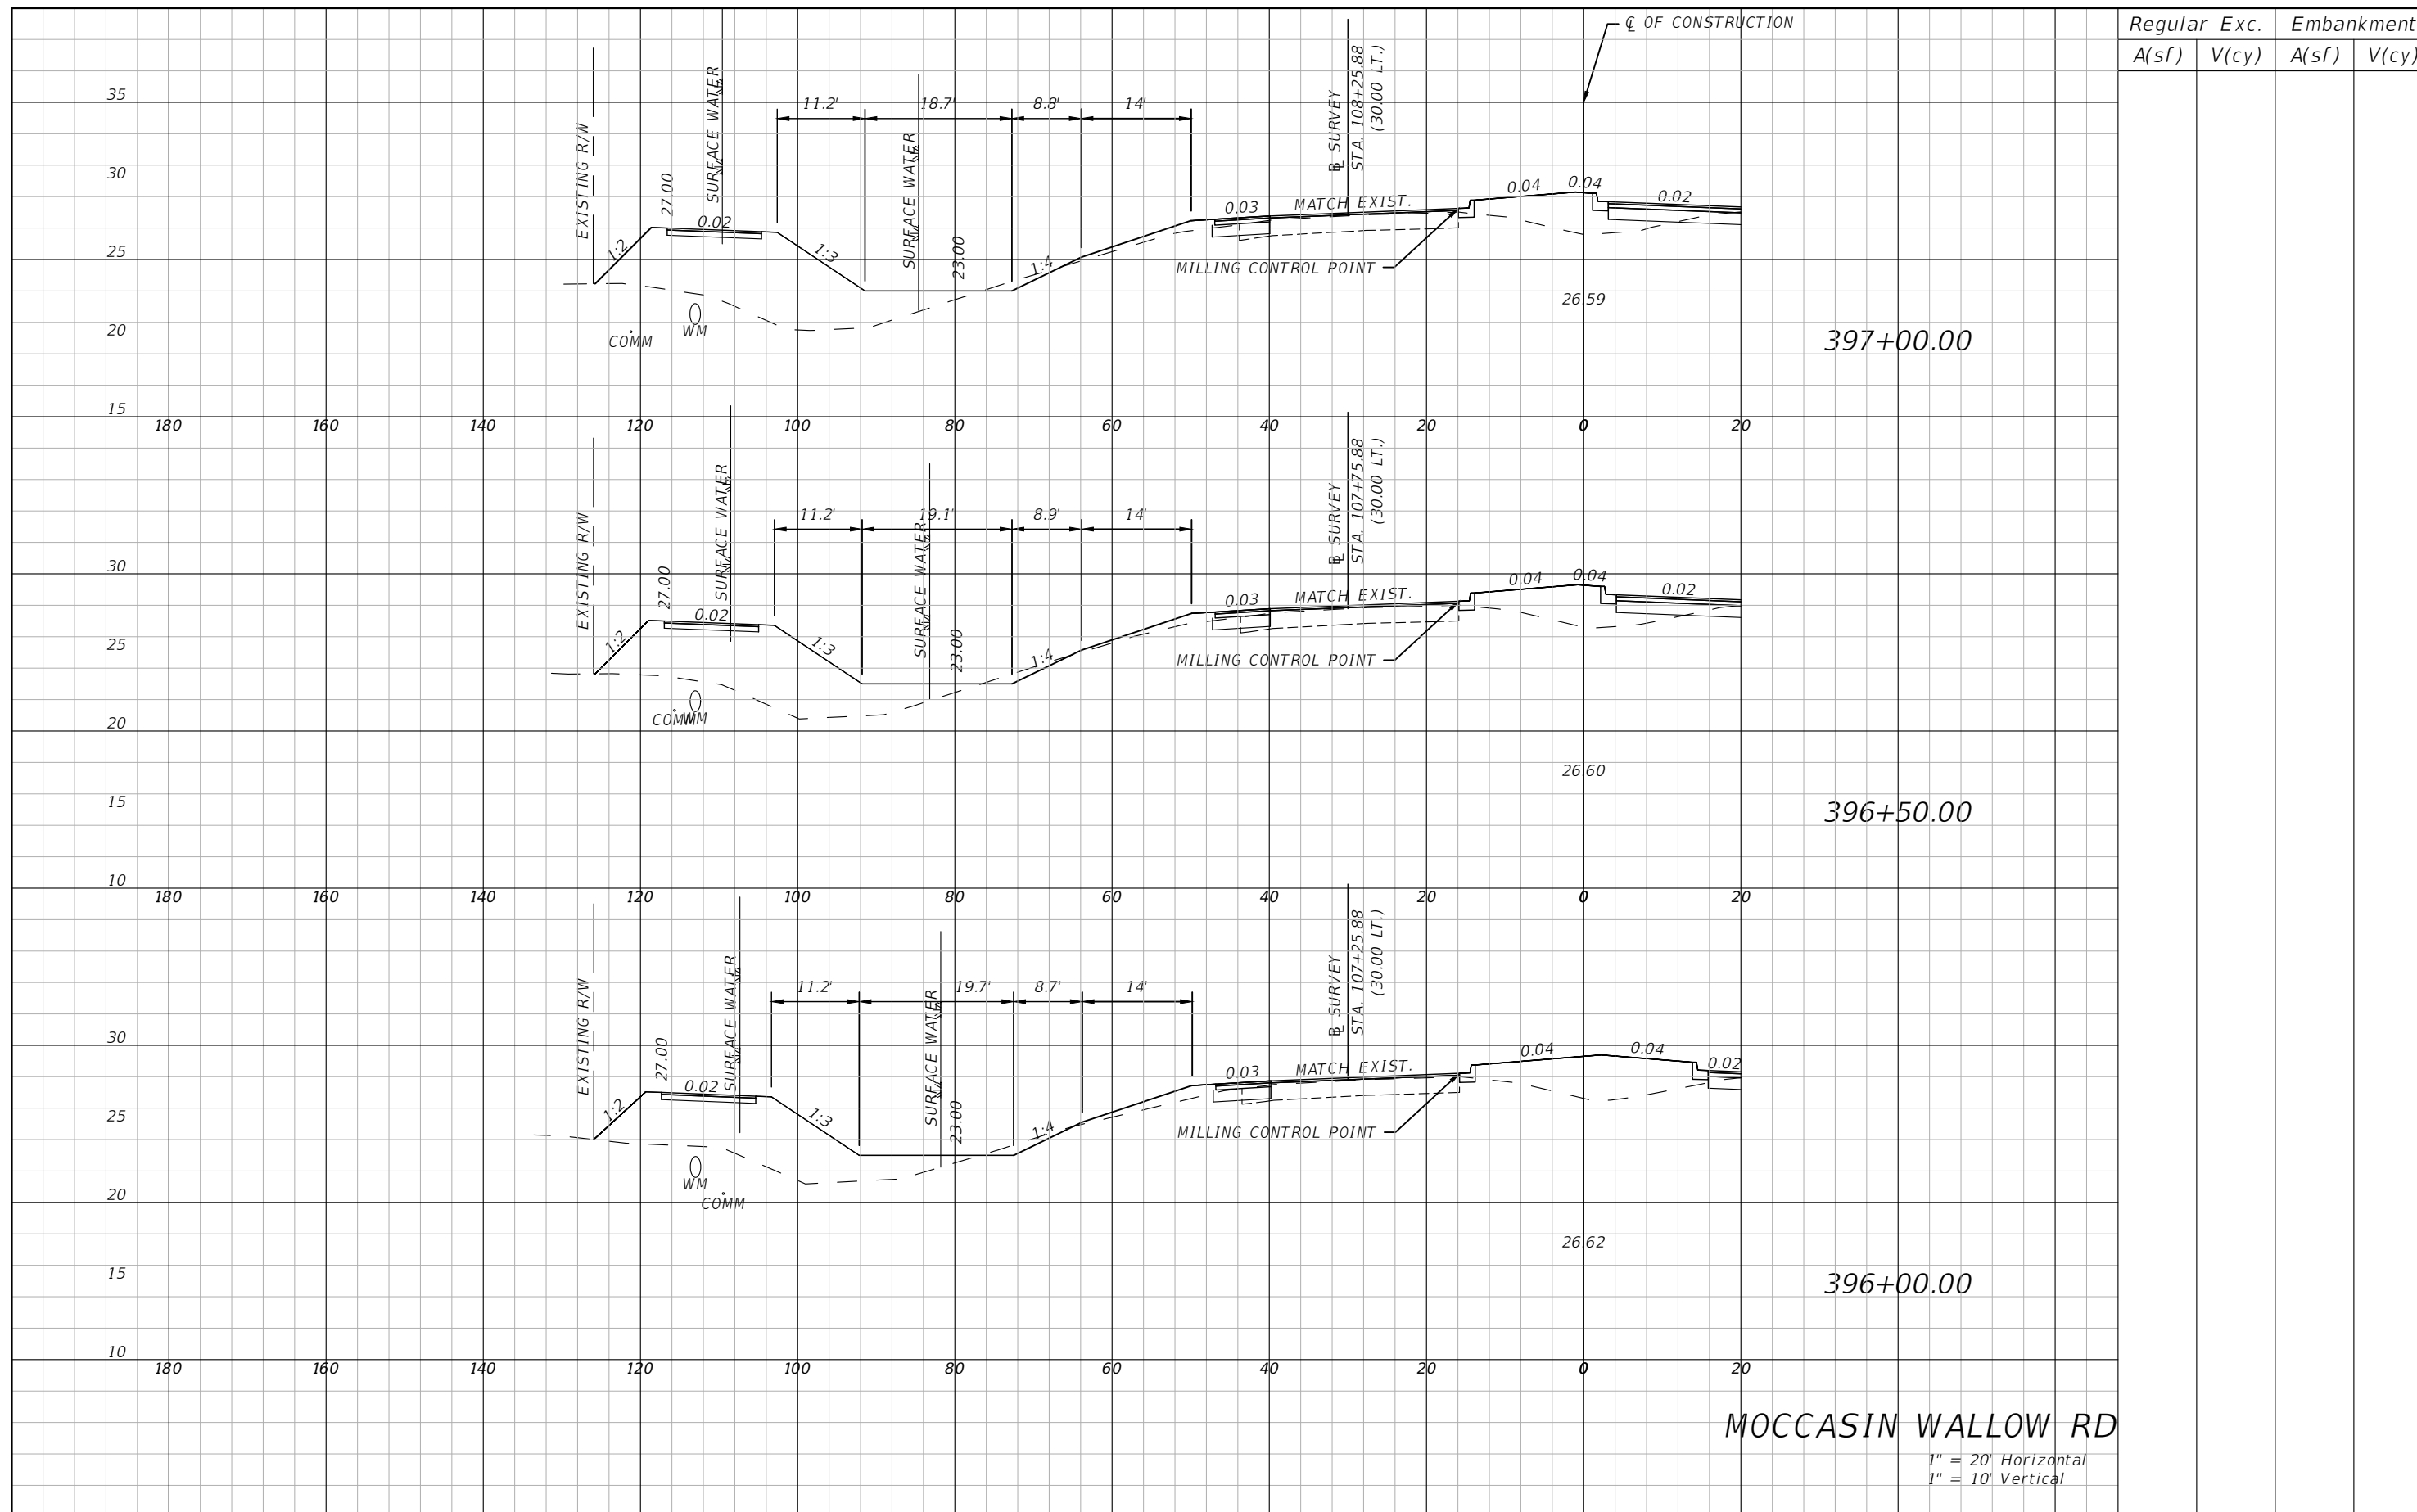 ℄ OF CONSTRUCTION
Regular Exc. Embankment
A(sf) V(cy) A(sf) V(cy)
35
30
25
20
15
EXISTING R/W
SURFACE WATER
SURFACE WATER
11.2' 18.7' 8.8' 14'
℄ SURVEY
STA. 108+25.88
(30.00 LT.)
27.00
1:2
0.02
1:3
23.00
1:4
0.03
MATCH EXIST.
0.04
0.04
0.02
MILLING CONTROL POINT
COMM
WM
26.59
397+00.00
180 160 140 120 100 80 60 40 20 0 20
30
25
20
15
10
EXISTING R/W
SURFACE WATER
SURFACE WATER
11.2' 19.1' 8.9' 14'
℄ SURVEY
STA. 107+75.88
(30.00 LT.)
27.00
1:2
0.02
1:3
23.00
1:4
0.03
MATCH EXIST.
0.04
0.04
0.02
MILLING CONTROL POINT
COMM
WM
26.60
396+50.00
180 160 140 120 100 80 60 40 20 0 20
30
25
20
15
10
EXISTING R/W
SURFACE WATER
SURFACE WATER
11.2' 19.7' 8.7' 14'
℄ SURVEY
STA. 107+25.88
(30.00 LT.)
27.00
1:2
0.02
1:3
23.00
1:4
0.03
MATCH EXIST.
0.04
0.04
0.02
MILLING CONTROL POINT
WM
COMM
26.62
396+00.00
180 160 140 120 100 80 60 40 20 0 20
MOCCASIN WALLOW RD
1" = 20' Horizontal
1" = 10' Vertical